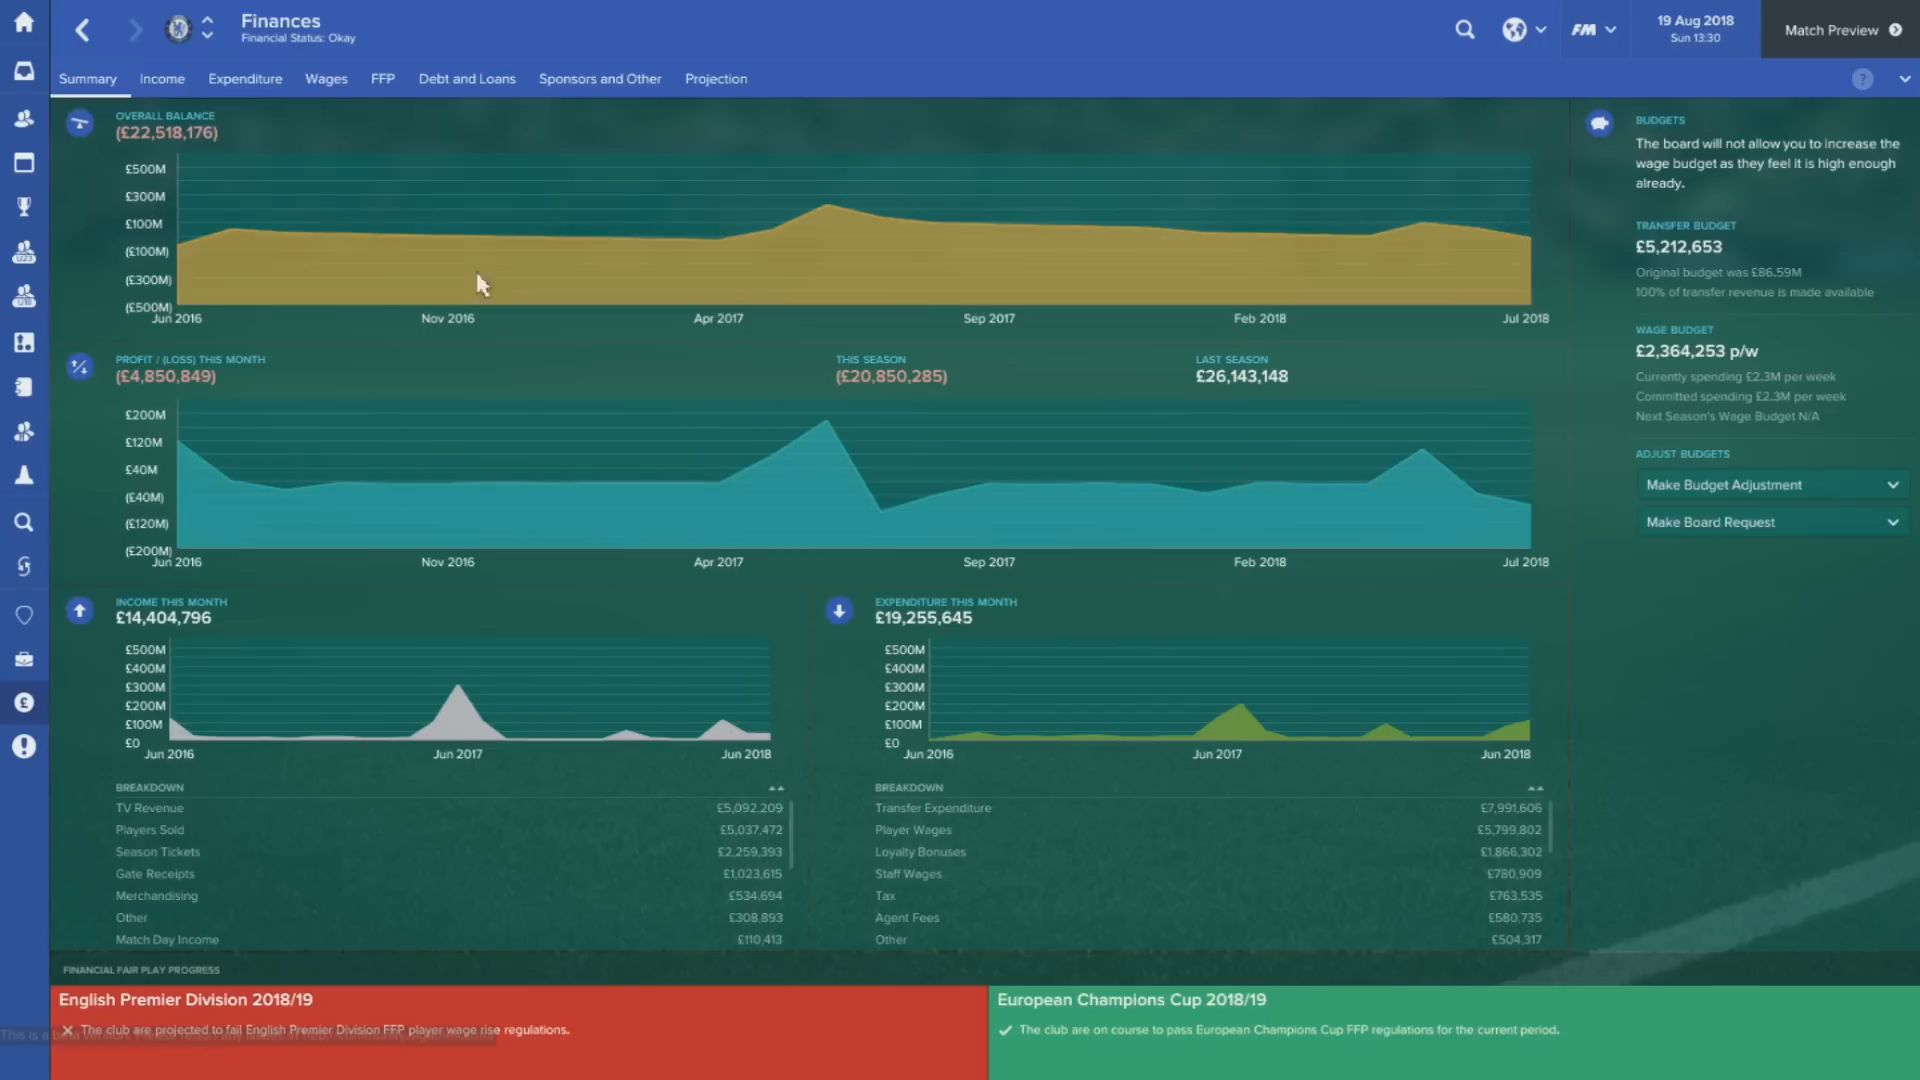 Finances
Financial Status: Okay
FM
19 Aug 2018
Sun 13:30
Match Preview
Summary
Income
Expenditure
Wages
FFP
Debt and Loans
Sponsors and Other
Projection
?
OVERALL BALANCE
(£22,518,176)
£500M
£300M
£100M
(£100M)
(£300M)
(£500M)
Jun 2016
Nov 2016
Apr 2017
Sep 2017
Feb 2018
Jul 2018
PROFIT / (LOSS) THIS MONTH
(£4,850,849)
THIS SEASON
(£20,850,285)
LAST SEASON
£26,143,148
£200M
£120M
£40M
(£40M)
(£120M)
(£200M)
Jun 2016
Nov 2016
Apr 2017
Sep 2017
Feb 2018
Jul 2018
INCOME THIS MONTH
£14,404,796
£500M
£400M
£300M
£200M
£100M
£0
Jun 2016
Jun 2017
Jun 2018
BREAKDOWN
TV Revenue £5,092,209
Players Sold £5,037,472
Season Tickets £2,259,393
Gate Receipts £1,023,615
Merchandising £534,694
Other £308,893
Match Day Income £110,413
EXPENDITURE THIS MONTH
£19,255,645
£500M
£400M
£300M
£200M
£100M
£0
Jun 2016
Jun 2017
Jun 2018
BREAKDOWN
Transfer Expenditure £7,991,606
Player Wages £5,799,802
Loyalty Bonuses £1,866,302
Staff Wages £780,909
Tax £763,535
Agent Fees £580,735
Other £504,317
BUDGETS
The board will not allow you to increase the
wage budget as they feel it is high enough
already.
TRANSFER BUDGET
£5,212,653
Original budget was £86.59M
100% of transfer revenue is made available
WAGE BUDGET
£2,364,253 p/w
Currently spending £2.3M per week
Committed spending £2.3M per week
Next Season's Wage Budget N/A
ADJUST BUDGETS
Make Budget Adjustment
Make Board Request
FINANCIAL FAIR PLAY PROGRESS
English Premier Division 2018/19
The club are projected to fail English Premier Division FFP player wage rise regulations.
European Champions Cup 2018/19
The club are on course to pass European Champions Cup FFP regulations for the current period.
This is a